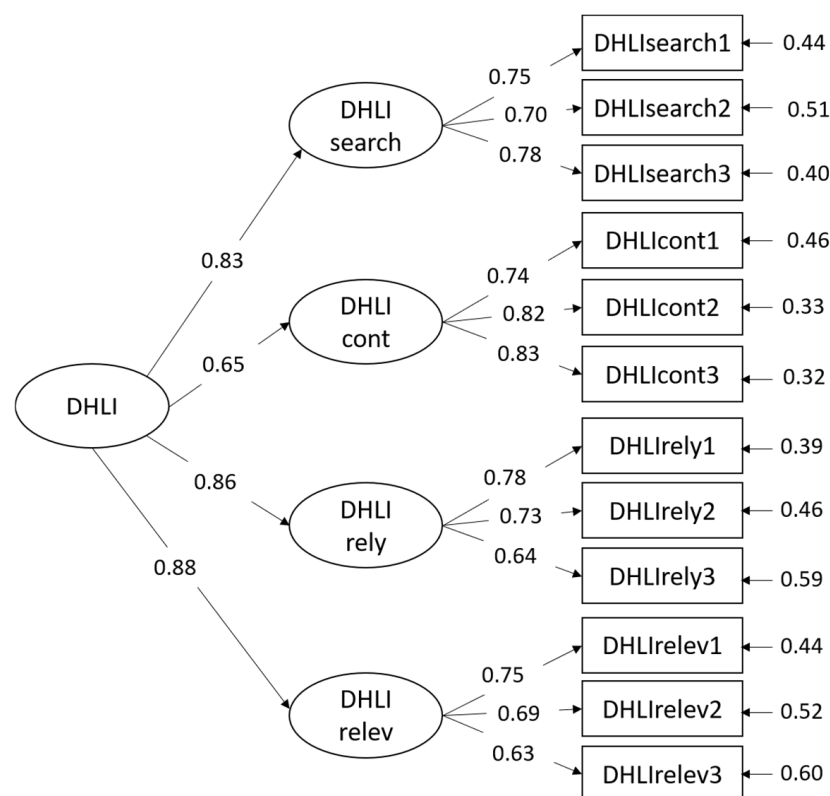 DHLIsearch1
0.44
0.75
DHLI
search
0.70
DHLIsearch2
0.51
0.78
DHLIsearch3
0.40
0.83
DHLIcont1
0.46
0.74
DHLI
cont
0.82
DHLIcont2
0.33
0.83
DHLIcont3
0.32
0.65
DHLI
DHLIrely1
0.39
0.78
0.86
DHLI
rely
0.73
DHLIrely2
0.46
0.64
DHLIrely3
0.59
0.88
DHLIrelev1
0.44
0.75
DHLI
relev
0.69
DHLIrelev2
0.52
0.63
DHLIrelev3
0.60